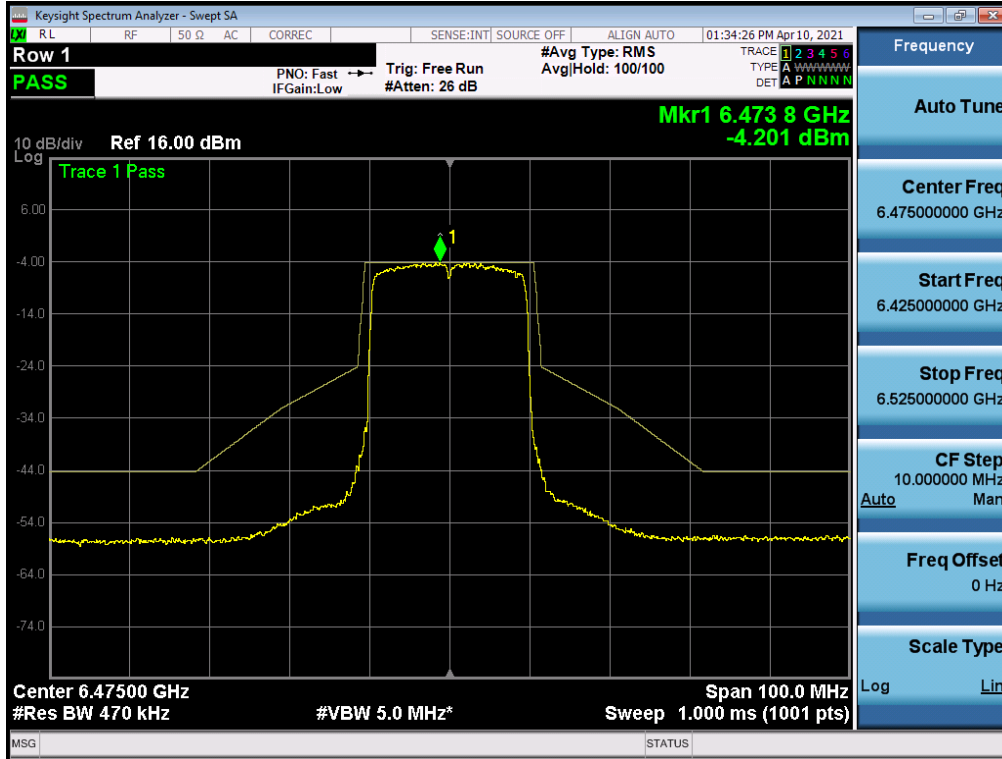 Keysight Spectrum Analyzer - Swept SA
LXI RL RF 50 Ω AC CORREC SENSE:INT SOURCE OFF ALIGN AUTO 01:34:26 PM Apr 10, 2021
Row 1
PASS
PNO: Fast
IFGain:Low
Trig: Free Run
#Atten: 26 dB
#Avg Type: RMS
Avg|Hold: 100/100
TRACE 1 2 3 4 5 6
TYPE A WWWWW
DET A P N N N N
Mkr1 6.473 8 GHz
-4.201 dBm
10 dB/div Ref 16.00 dBm
Log
Trace 1 Pass
1
6.00
-4.00
-14.0
-24.0
-34.0
-44.0
-54.0
-64.0
-74.0
Center 6.47500 GHz Span 100.0 MHz
#Res BW 470 kHz #VBW 5.0 MHz* Sweep 1.000 ms (1001 pts)
MSG STATUS
Frequency
Auto Tune
Center Freq
6.475000000 GHz
Start Freq
6.425000000 GHz
Stop Freq
6.525000000 GHz
CF Step
10.000000 MHz
Auto Man
Freq Offset
0 Hz
Scale Type
Log Lin